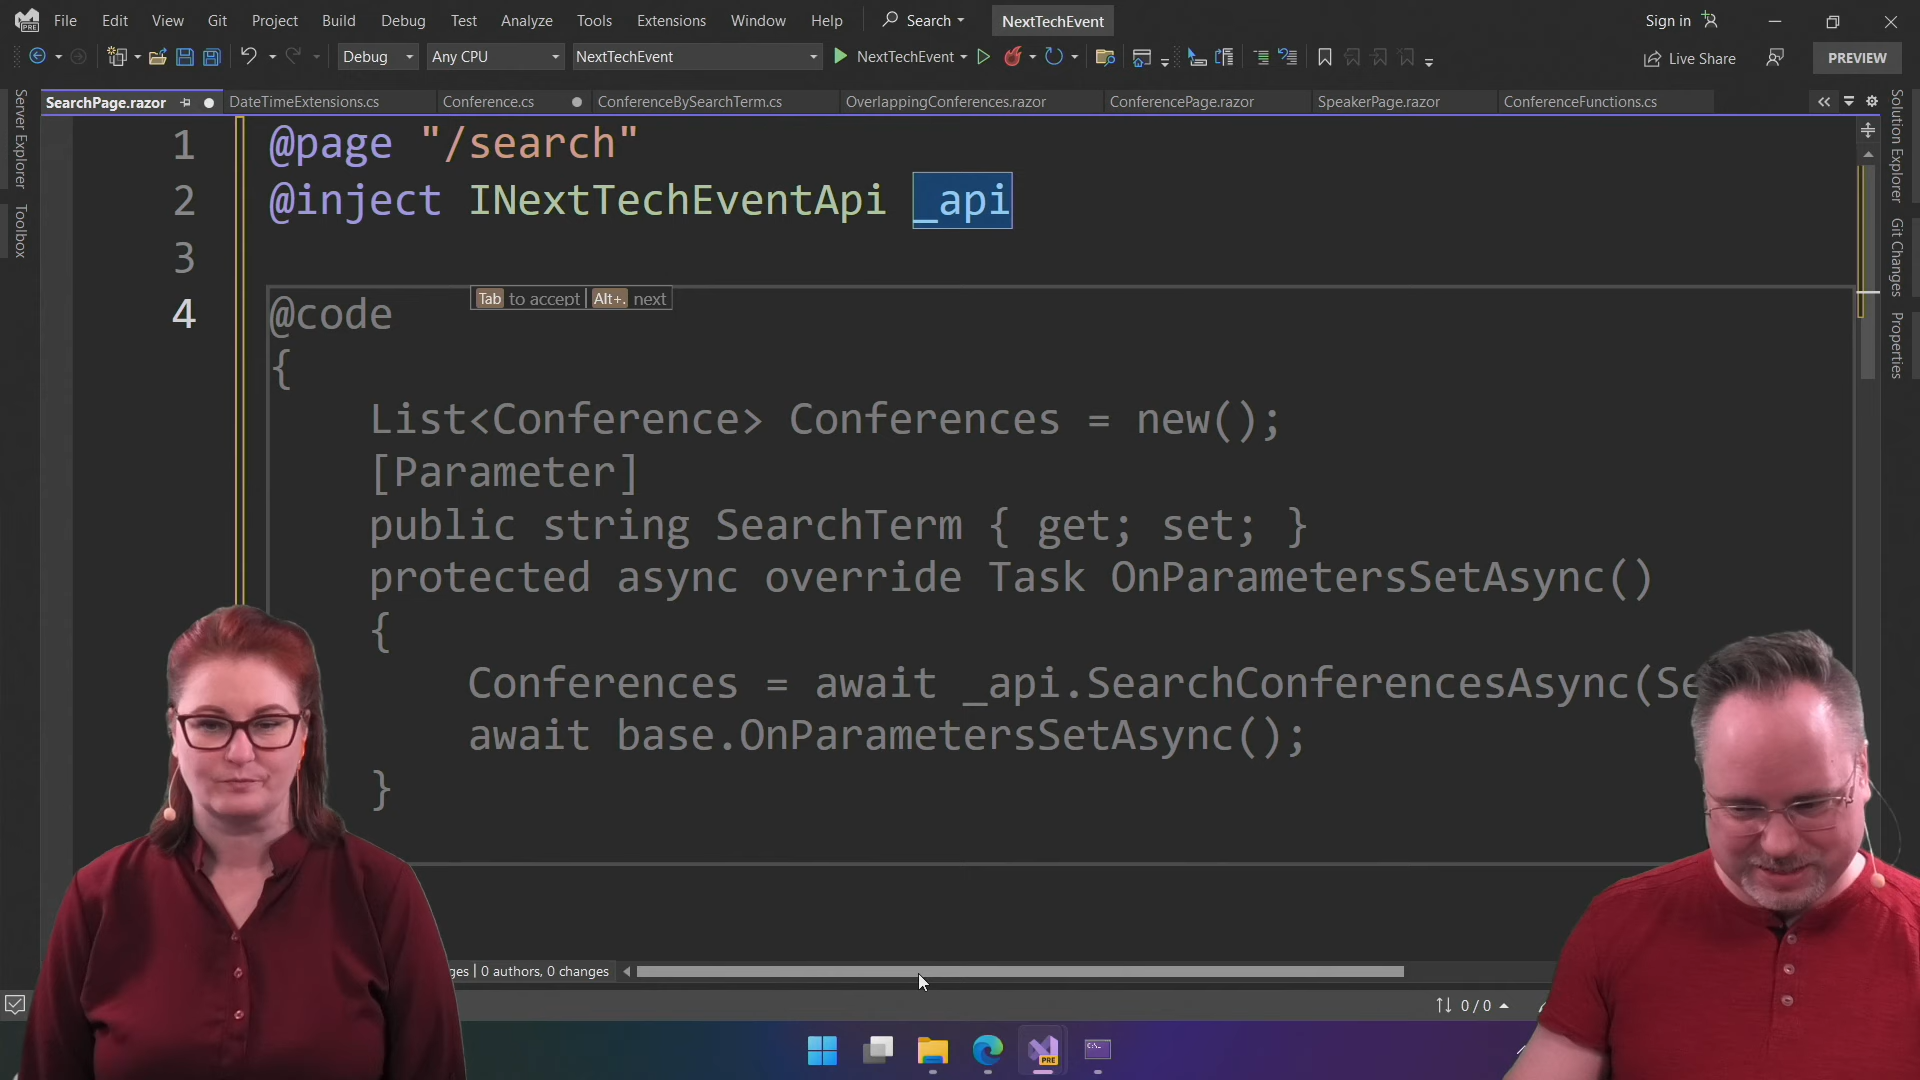 File Edit View Git Project Build Debug Test Analyze Tools Extensions Window Help Search NextTechEvent Sign in
Debug Any CPU NextTechEvent NextTechEvent Live Share PREVIEW
SearchPage.razor DateTimeExtensions.cs Conference.cs ConferenceBySearchTerm.cs OverlappingConferences.razor ConferencePage.razor SpeakerPage.razor ConferenceFunctions.cs
Server Explorer
Toolbox
Solution Explorer
Git Changes
Properties
1 @page "/search"
2 @inject INextTechEventApi _api
3
Tab to accept | Alt+. next
4 @code
{
List<Conference> Conferences = new();
[Parameter]
public string SearchTerm { get; set; }
protected async override Task OnParametersSetAsync()
{
Conferences = await _api.SearchConferencesAsync(Se
await base.OnParametersSetAsync();
}
ges | 0 authors, 0 changes
0 / 0
PRE